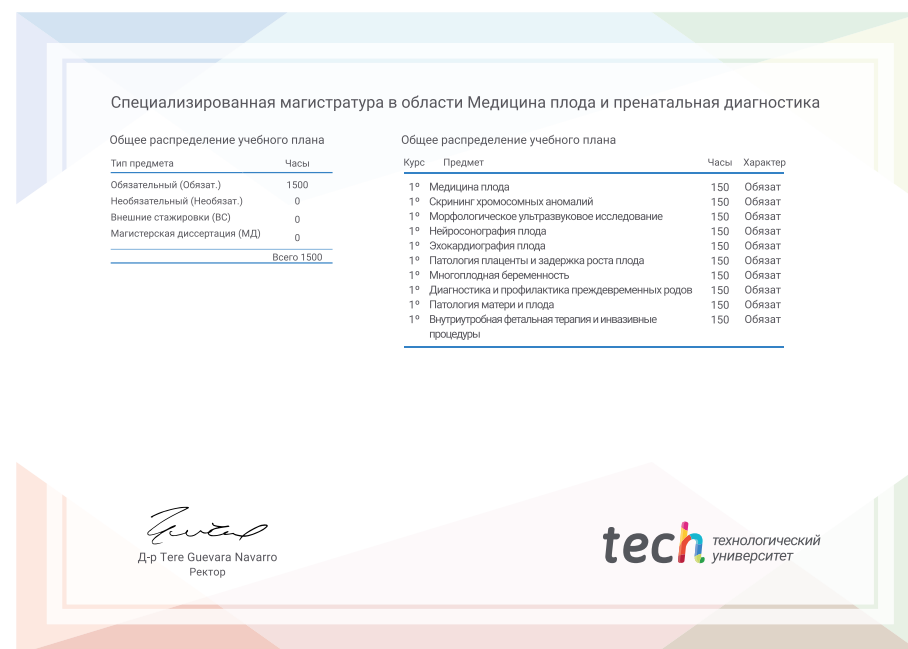 Специализированная магистратура в области Медицина плода и пренатальная диагностика
Общее распределение учебного плана
Тип предмета Часы
Обязательный (Обязат.) 1500
Необязательный (Необязат.) 0
Внешние стажировки (ВС) 0
Магистерская диссертация (МД) 0
Всего 1500
Общее распределение учебного плана
Курс Предмет Часы Характер
1º Медицина плода 150 Обязат
1º Скрининг хромосомных аномалий 150 Обязат
1º Морфологическое ультразвуковое исследование 150 Обязат
1º Нейросонография плода 150 Обязат
1º Эхокардиография плода 150 Обязат
1º Патология плаценты и задержка роста плода 150 Обязат
1º Многоплодная беременность 150 Обязат
1º Диагностика и профилактика преждевременных родов 150 Обязат
1º Патология матери и плода 150 Обязат
1º Внутриутробная фетальная терапия и инвазивные 150 Обязат
процедуры
Д-р Tere Guevara Navarro
Ректор
tech технологический
университет